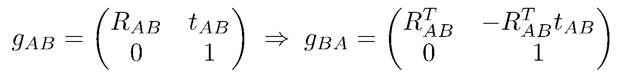 g_{AB} = \begin{pmatrix} R_{AB} & t_{AB} \\ 0 & 1 \end{pmatrix} \Rightarrow g_{BA} = \begin{pmatrix} R_{AB}^T & -R_{AB}^T t_{AB} \\ 0 & 1 \end{pmatrix}